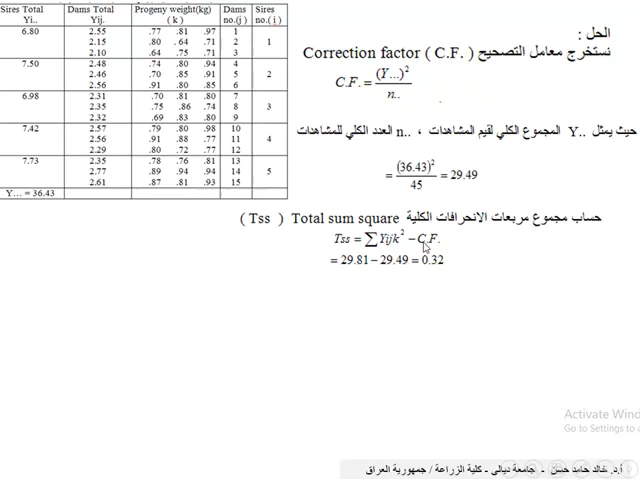 Sires Total Dams Total Progeny weight(kg) Dams Sires
Yi.. Yij. ( k ) no.(j ) no.( i )
6.80 2.55 .77 .81 .97 1
2.15 .80 . 64 .71 2 1
2.10 .64 .75 .71 3
7.50 2.48 .74 .80 .94 4
2.46 .70 .85 .91 5 2
2.56 .91 .80 .85 6
6.98 2.31 .70 .81 .80 7
2.35 .75 .86 .74 8 3
2.32 .69 .83 .80 9
7.42 2.57 .79 .80 .98 10
2.56 .91 .88 .77 11 4
2.29 .80 .72 .77 12
7.73 2.35 .78 .76 .81 13
2.77 .89 .94 .94 14 5
2.61 .87 .81 .93 15
Y… = 36.43
الحل :
نستخرج معامل التصحيح Correction factor ( C.F. )
C.F. = (Y...)² / n..
حيث يمثل Y.. المجموع الكلي لقيم المشاهدات ، n.. العدد الكلي للمشاهدات
= (36.43)² / 45 = 29.49
حساب مجموع مربعات الانحرافات الكلية Total sum square ( Tss )
Tss = ∑ Yijk² − C.F.
= 29.81 − 29.49 = 0.32
Activate Wind
Go to Settings to a
أ.د. خالد حامد حسن - جامعة ديالى - كلية الزراعة / جمهورية العراق